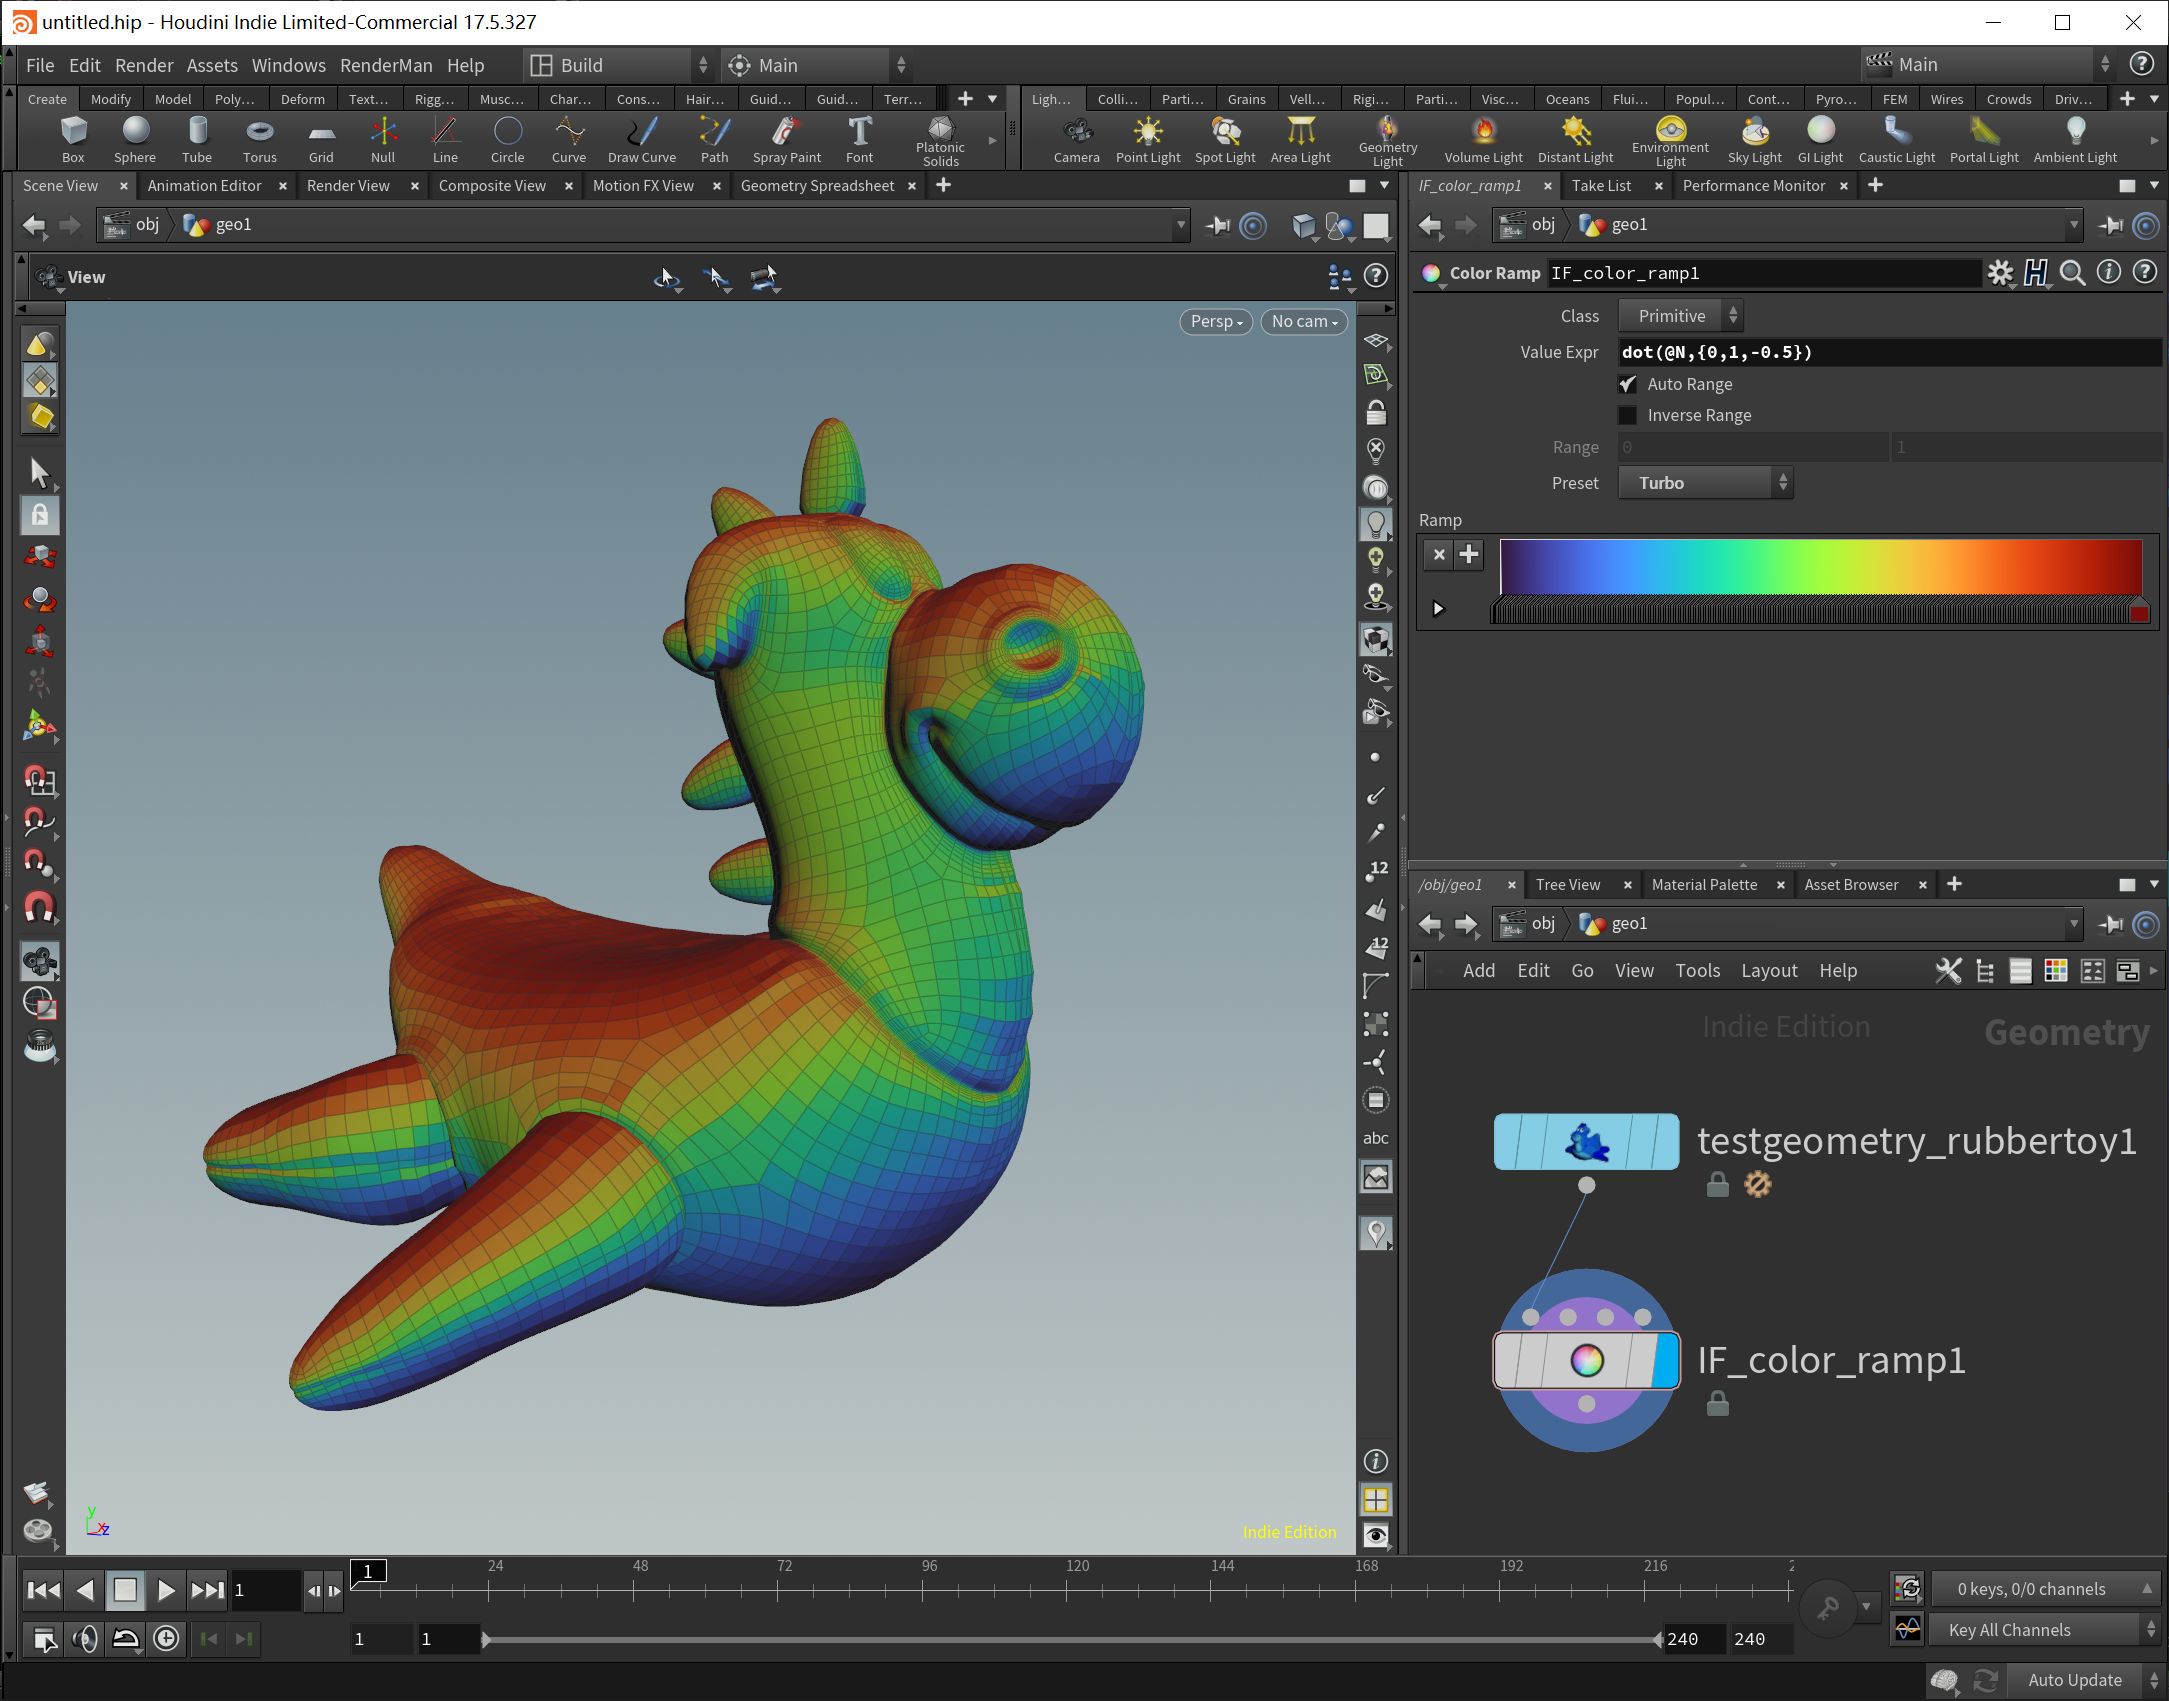 untitled.hip - Houdini Indie Limited-Commercial 17.5.327
File Edit Render Assets Windows RenderMan Help Build Main Main
Create Modify Model Poly... Deform Text... Rigg... Musc... Char... Cons... Hair... Guid... Guid... Terr...
Ligh... Colli... Parti... Grains Vell... Rigi... Parti... Visc... Oceans Flui... Popul... Cont... Pyro... FEM Wires Crowds Driv...
Box Sphere Tube Torus Grid Null Line Circle Curve Draw Curve Path Spray Paint Font Platonic Solids
Camera Point Light Spot Light Area Light Geometry Light Volume Light Distant Light Environment Light Sky Light GI Light Caustic Light Portal Light Ambient Light
Scene View Animation Editor Render View Composite View Motion FX View Geometry Spreadsheet
obj geo1
View
Persp No cam
12
12
abc
y
x z
Indie Edition
IF_color_ramp1 Take List Performance Monitor
obj geo1
Color Ramp IF_color_ramp1
Class Primitive
Value Expr dot(@N,{0,1,-0.5})
Auto Range
Inverse Range
Range 0 1
Preset Turbo
Ramp
/obj/geo1 Tree View Material Palette Asset Browser
obj geo1
Add Edit Go View Tools Layout Help
Indie Edition Geometry
testgeometry_rubbertoy1
IF_color_ramp1
1 1 24 48 72 96 120 144 168 192 216 2
0 keys, 0/0 channels
1 1 240 240
Key All Channels
Auto Update